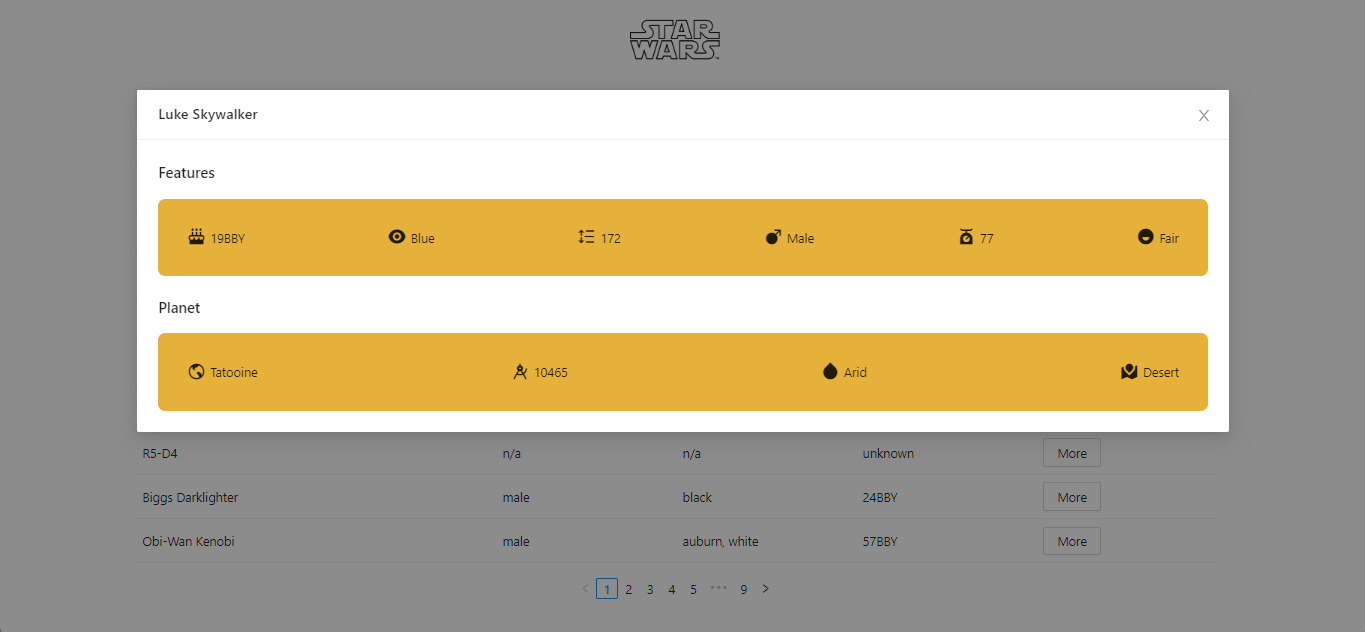 STAR
WARS
Luke Skywalker
Features
19BBY Blue 172 Male 77 Fair
Planet
Tatooine 10465 Arid Desert
R5-D4 n/a n/a unknown More
Biggs Darklighter male black 24BBY More
Obi-Wan Kenobi male auburn, white 57BBY More
< 1 2 3 4 5 ••• 9 >